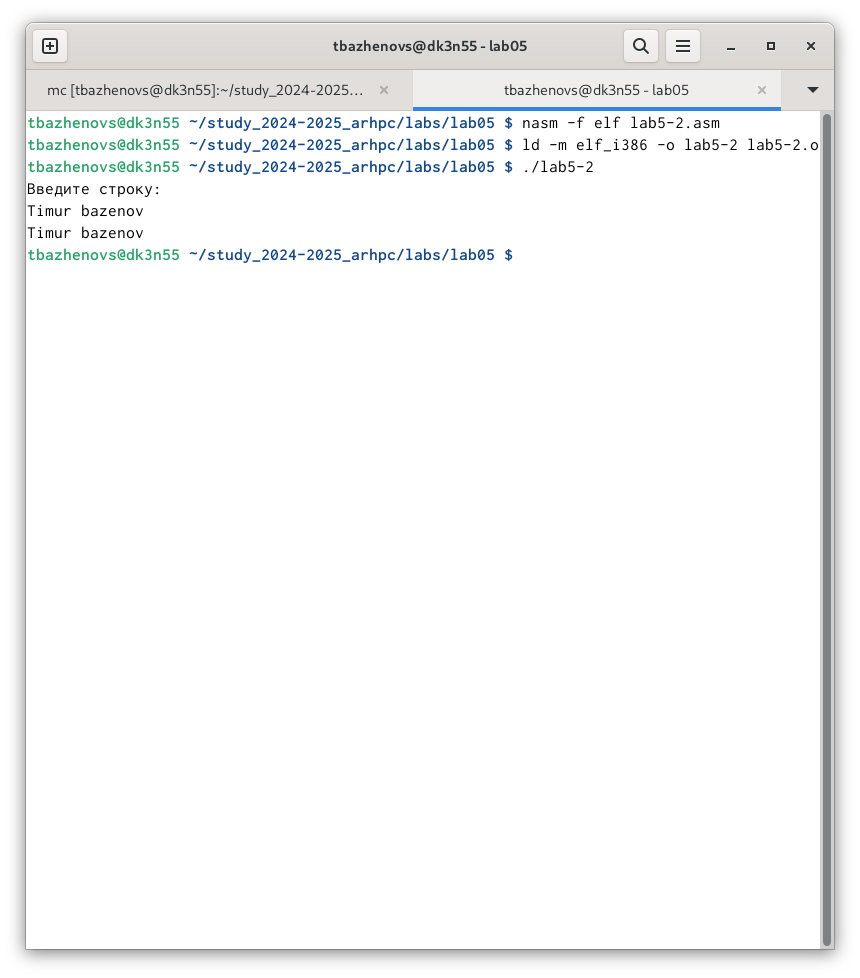 tbazhenovs@dk3n55 - lab05
mc [tbazhenovs@dk3n55]:~/study_2024-2025...
tbazhenovs@dk3n55 - lab05
tbazhenovs@dk3n55 ~/study_2024-2025_arhpc/labs/lab05 $ nasm -f elf lab5-2.asm
tbazhenovs@dk3n55 ~/study_2024-2025_arhpc/labs/lab05 $ ld -m elf_i386 -o lab5-2 lab5-2.o
tbazhenovs@dk3n55 ~/study_2024-2025_arhpc/labs/lab05 $ ./lab5-2
Введите строку:
Timur bazenov
Timur bazenov
tbazhenovs@dk3n55 ~/study_2024-2025_arhpc/labs/lab05 $